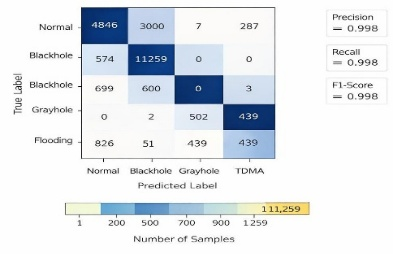 Normal 4846 3000 7 287
Blackhole 574 11259 0 0
Blackhole 699 600 0 3
Grayhole 0 2 502 439
Flooding 826 51 439 439
True Label
Normal Blackhole Grayhole TDMA
Predicted Label
Precision
= 0.998
Recall
= 0.998
F1-Score
= 0.998
111,259
1 200 500 700 900 1259
Number of Samples